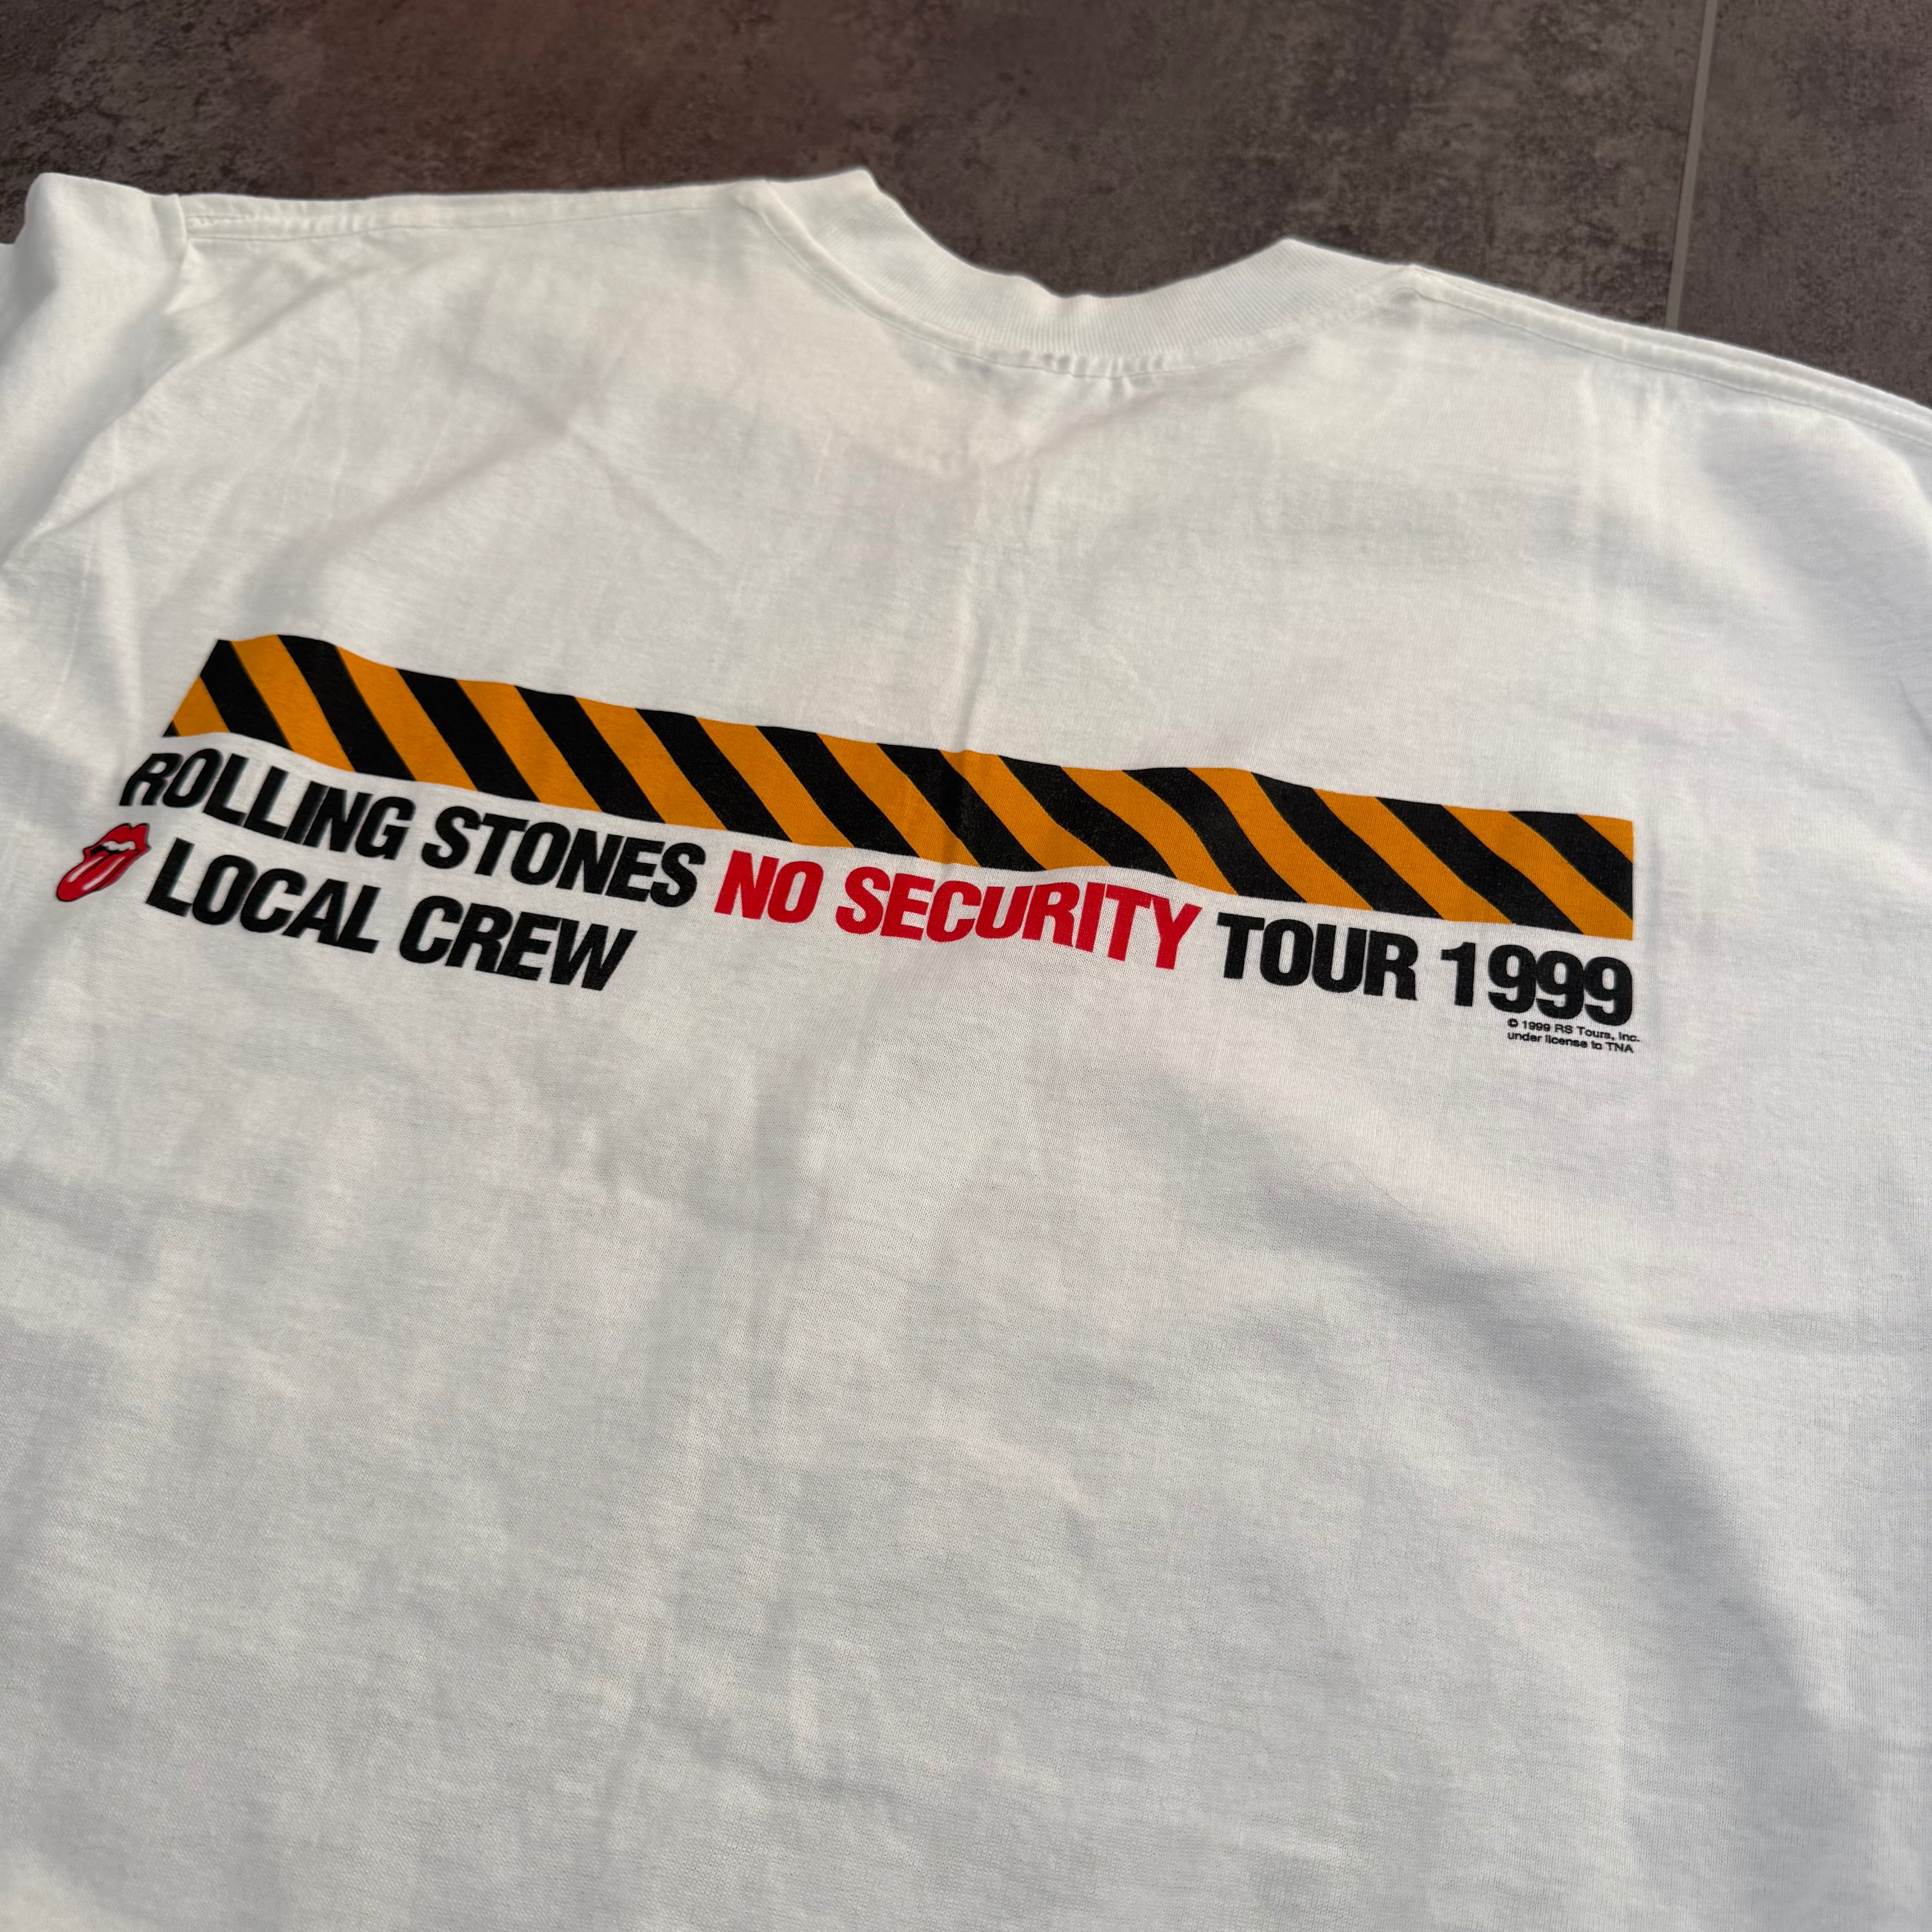 ROLLING STONES NO SECURITY TOUR 1999
LOCAL CREW
© 1999 RS Tours, Inc.
under license to TNA